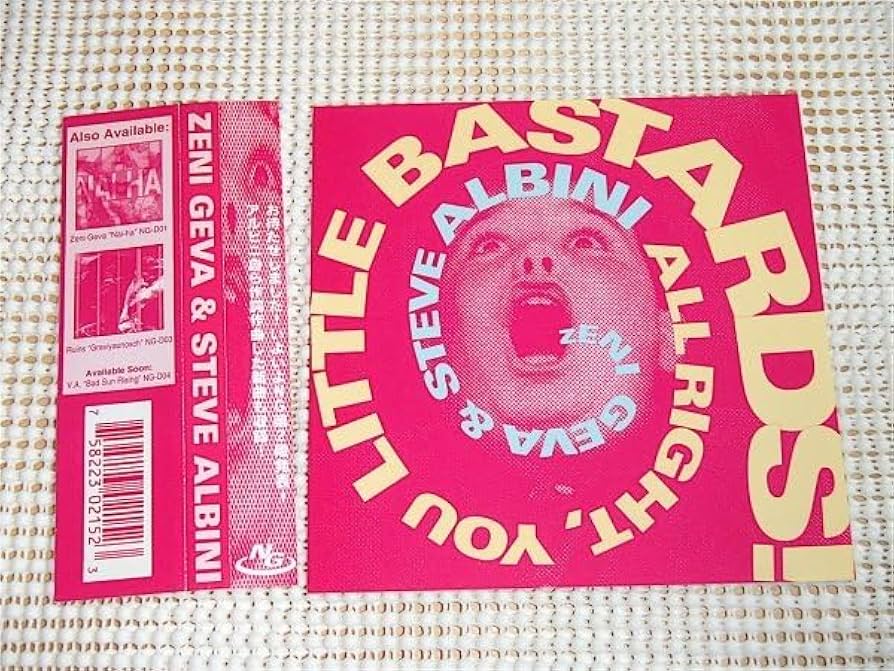 Also Available:
Zeni Geva "Nai-ha" NG-D01
Ruins "Graviyaunosch" NG-D03
Available Soon:
V.A. "Bad Sun Rising" NG-D04
7 58223 02152 3
ZENI GEVA & STEVE ALBINI
NG
ALL RIGHT, YOU LITTLE BASTARDS!
ZENI GEVA & STEVE ALBINI